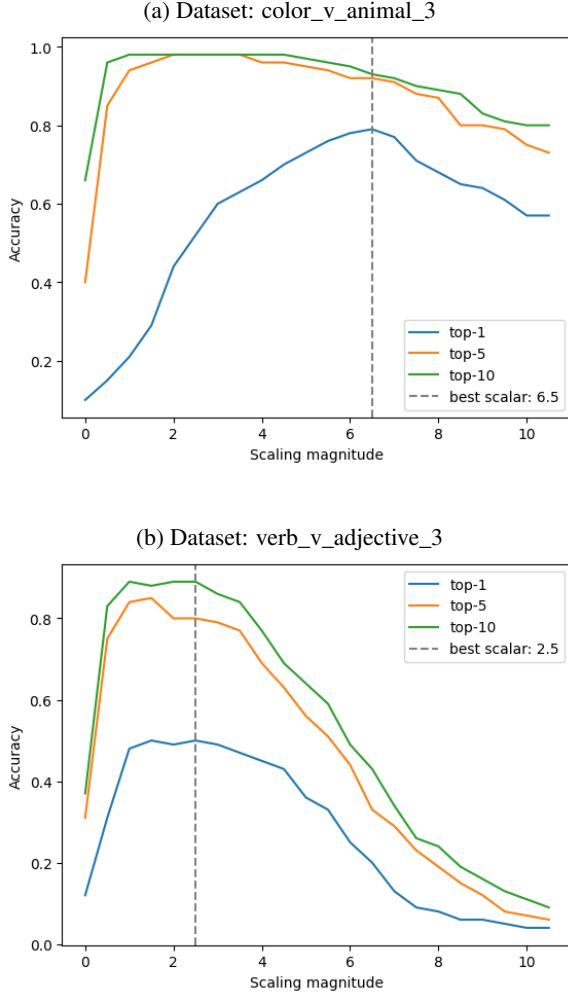 (a) Dataset: color_v_animal_3
1.0
0.8
0.6
0.4
0.2
Accuracy
top-1
top-5
top-10
best scalar: 6.5
0 2 4 6 8 10
Scaling magnitude
(b) Dataset: verb_v_adjective_3
top-1
top-5
top-10
best scalar: 2.5
0.8
0.6
0.4
0.2
0.0
Accuracy
0 2 4 6 8 10
Scaling magnitude